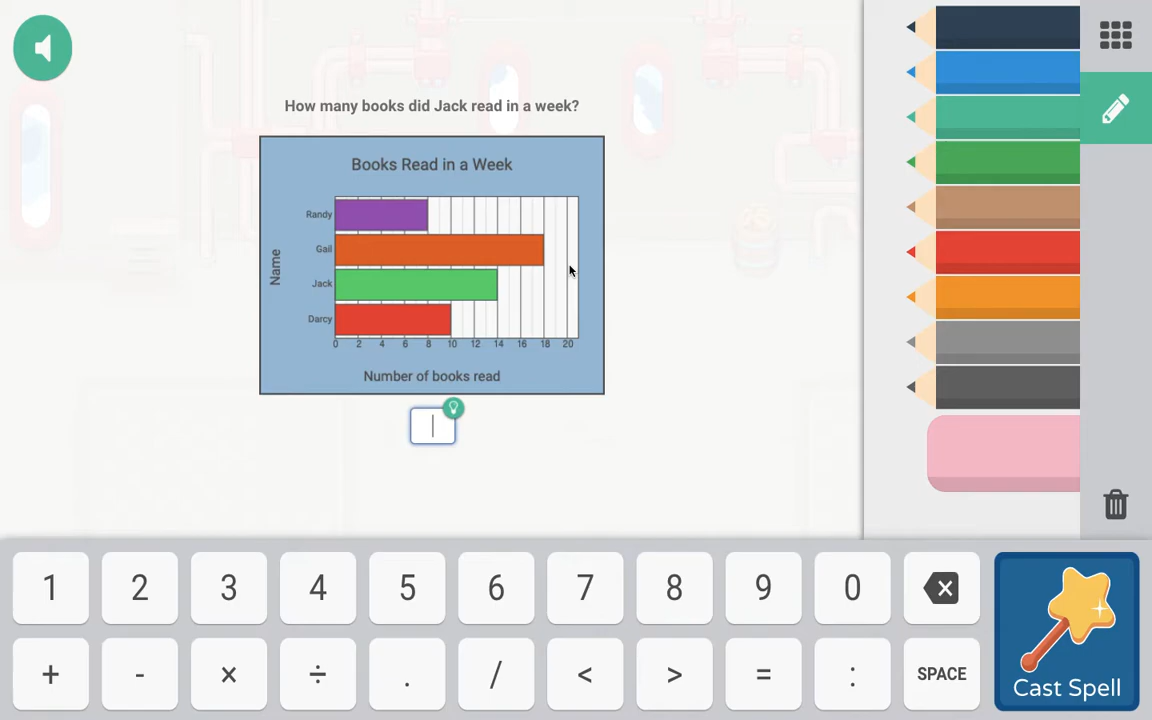 How many books did Jack read in a week?
Books Read in a Week
Name
Randy
Gail
Jack
Darcy
0 2 4 6 8 10 12 14 16 18 20
Number of books read
1 2 3 4 5 6 7 8 9 0
+ - × ÷ . / < > = : SPACE
Cast Spell